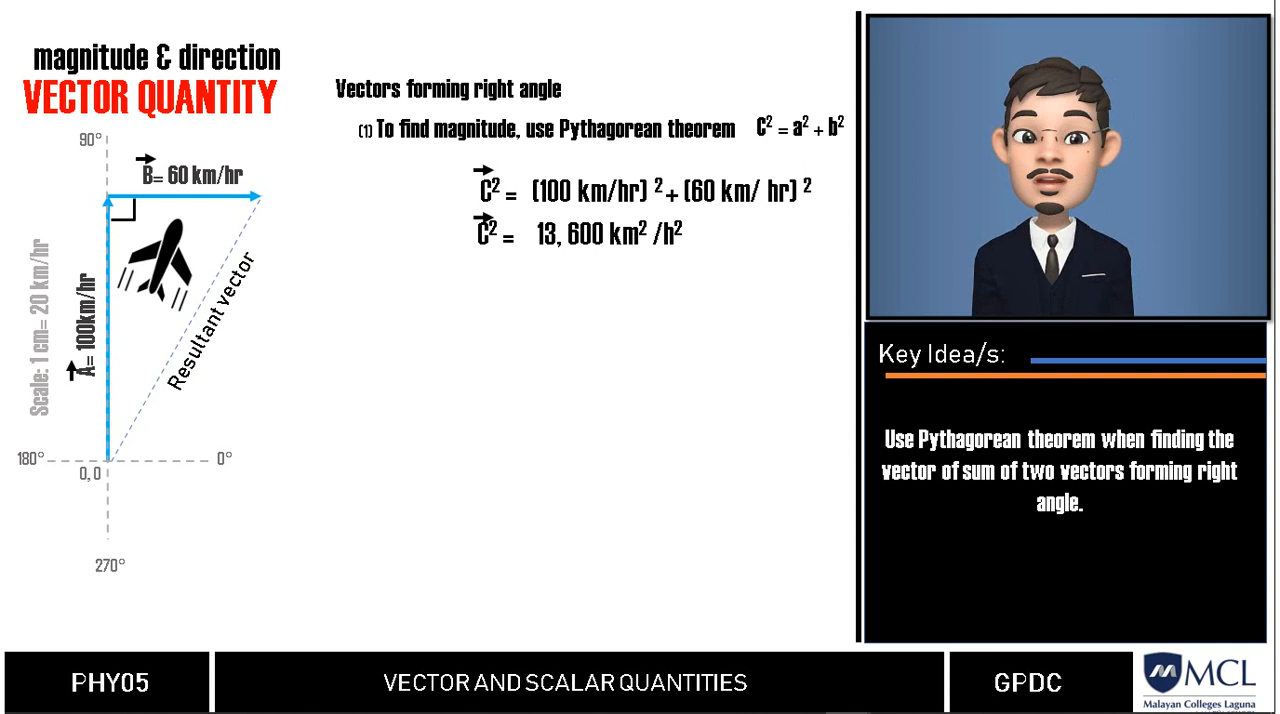 magnitude & direction
VECTOR QUANTITY
90°
B= 60 km/hr
Scale: 1 cm= 20 km/hr
A= 100km/hr
Resultant vector
180°
0°
0, 0
270°
Vectors forming right angle
(1) To find magnitude, use Pythagorean theorem C² = a² + b²
C² = (100 km/hr) ² + (60 km/ hr) ²
C² = 13, 600 km² /h²
Key Idea/s:
Use Pythagorean theorem when finding the
vector of sum of two vectors forming right
angle.
PHY05
VECTOR AND SCALAR QUANTITIES
GPDC
MCL
Malayan Colleges Laguna